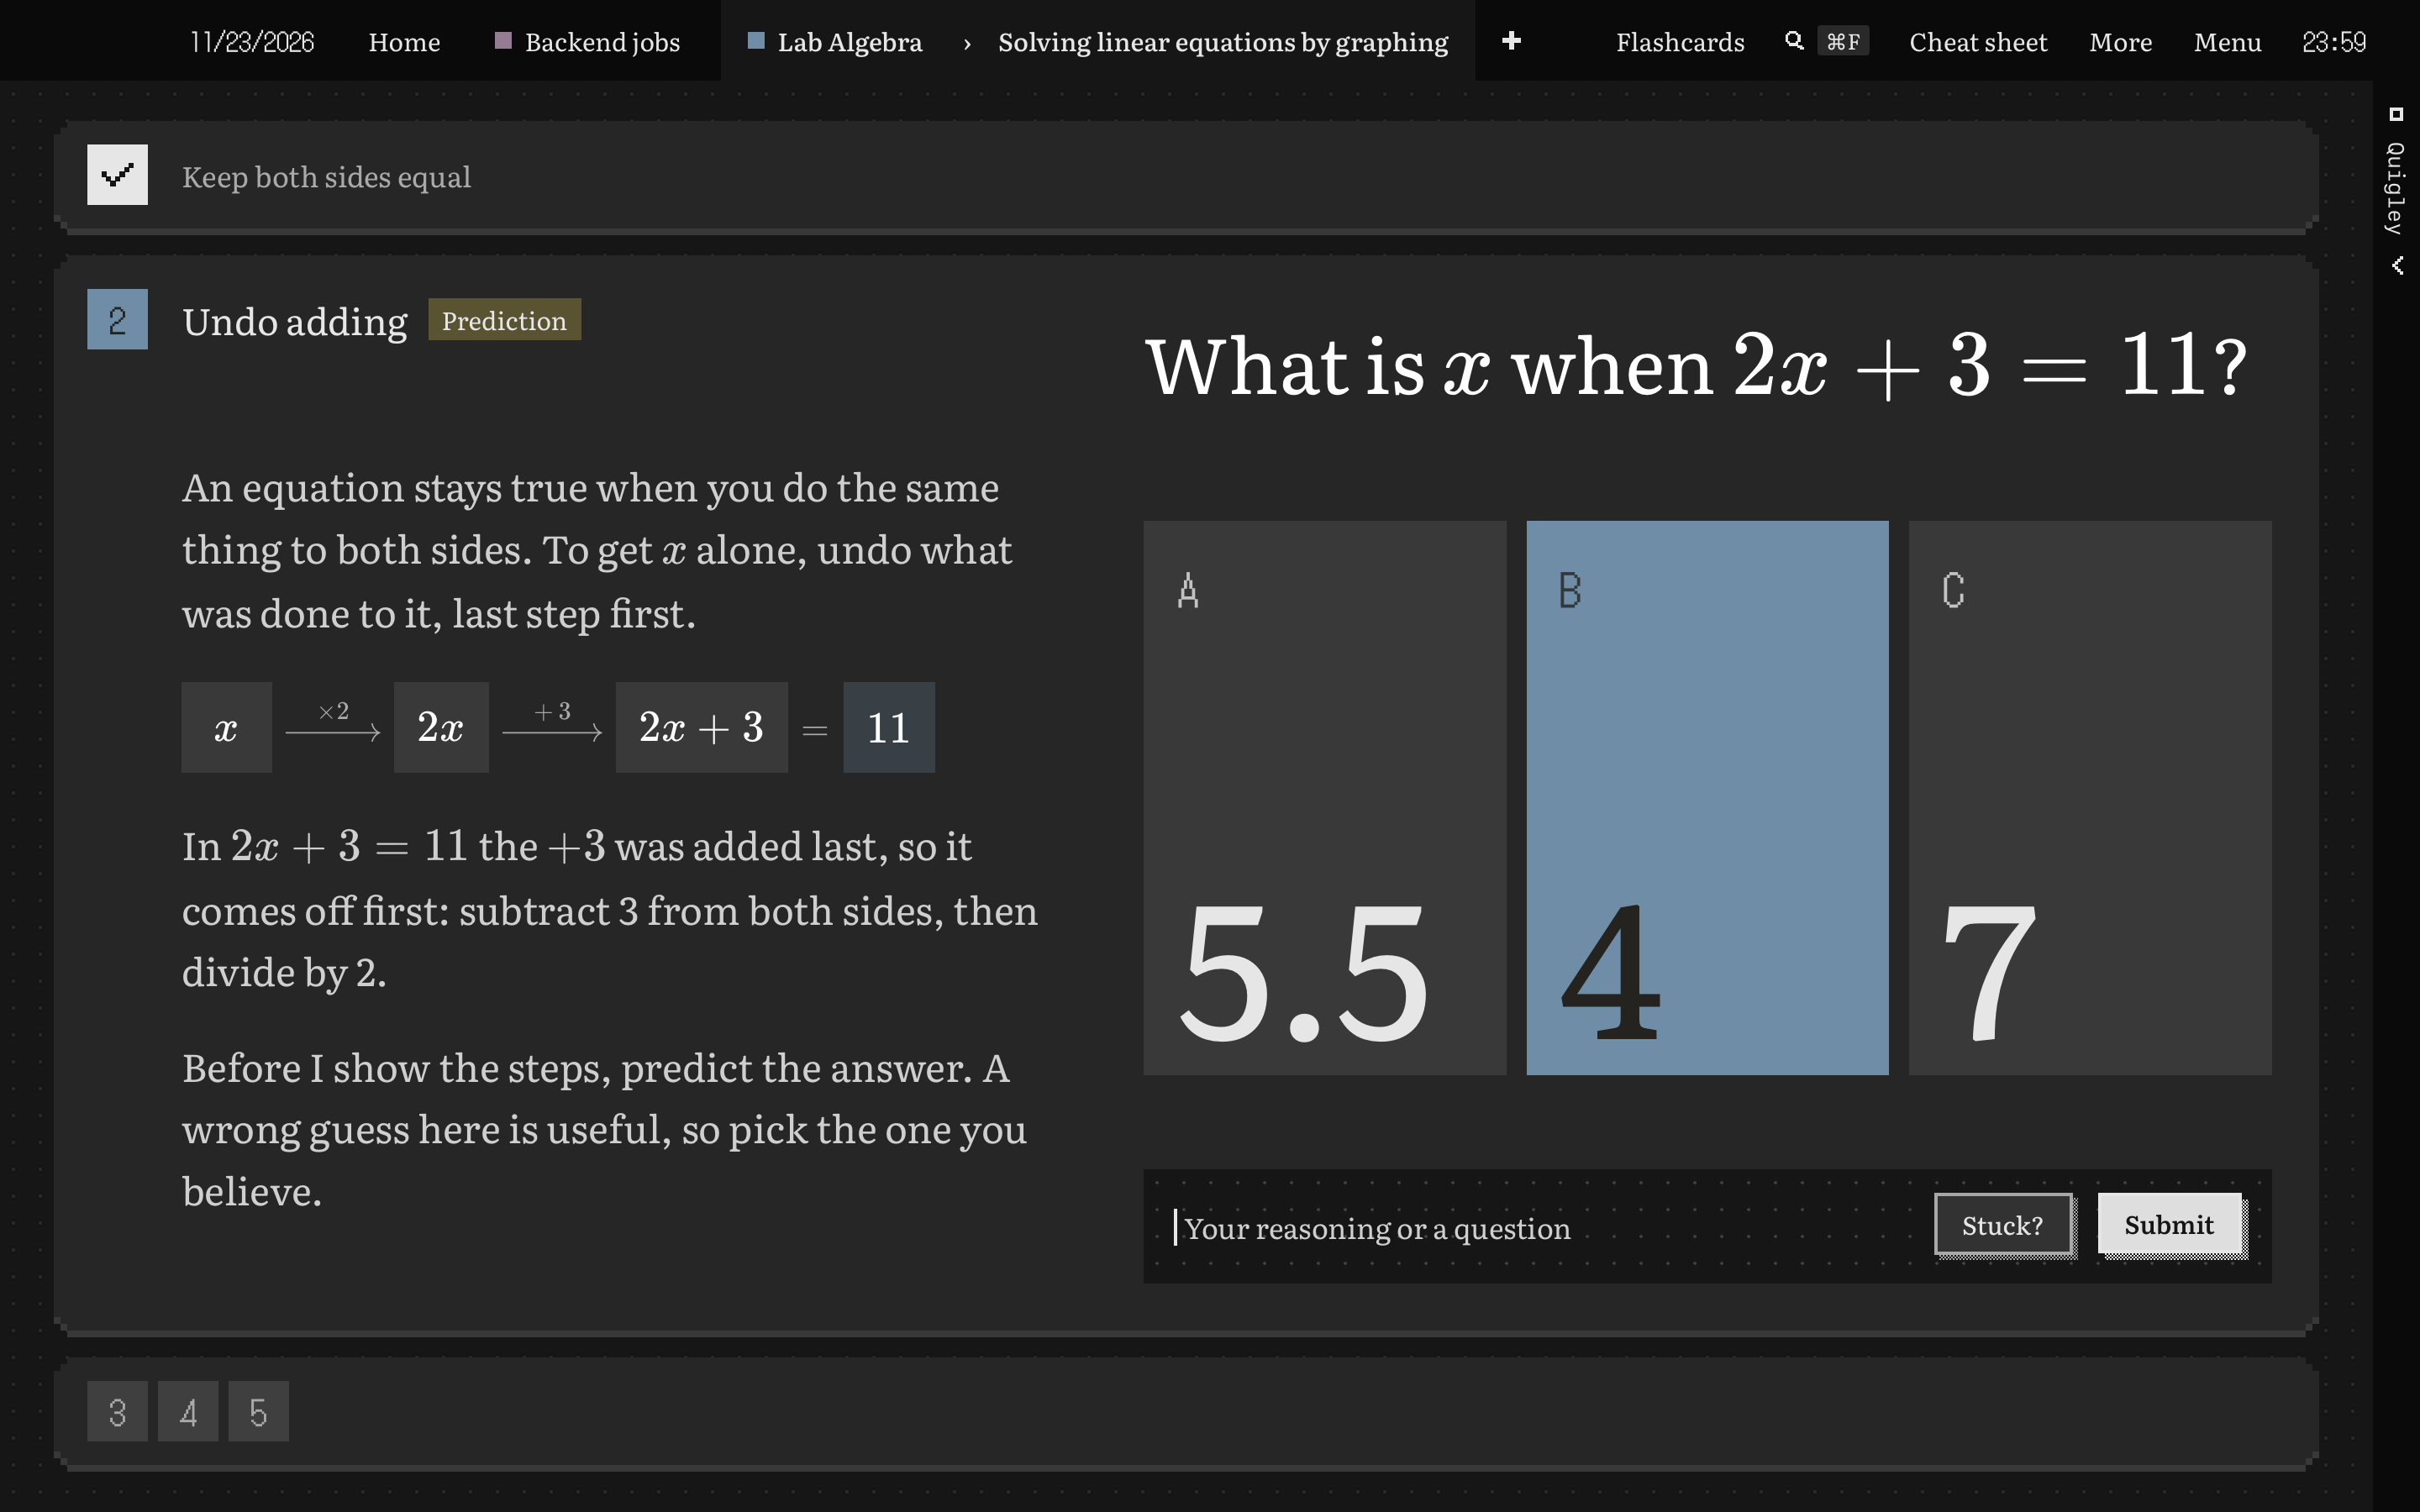 11/23/2026 Home Backend jobs Lab Algebra › Solving linear equations by graphing Flashcards ⌘F Cheat sheet More Menu 23:59
Quigley
Keep both sides equal
2 Undo adding Prediction
An equation stays true when you do the same
thing to both sides. To get x alone, undo what
was done to it, last step first.
x ×2 2x +3 2x + 3 = 11
In 2x + 3 = 11 the +3 was added last, so it
comes off first: subtract 3 from both sides, then
divide by 2.
Before I show the steps, predict the answer. A
wrong guess here is useful, so pick the one you
believe.
What is x when 2x + 3 = 11?
A B C
5.5 4 7
Your reasoning or a question Stuck? Submit
3 4 5